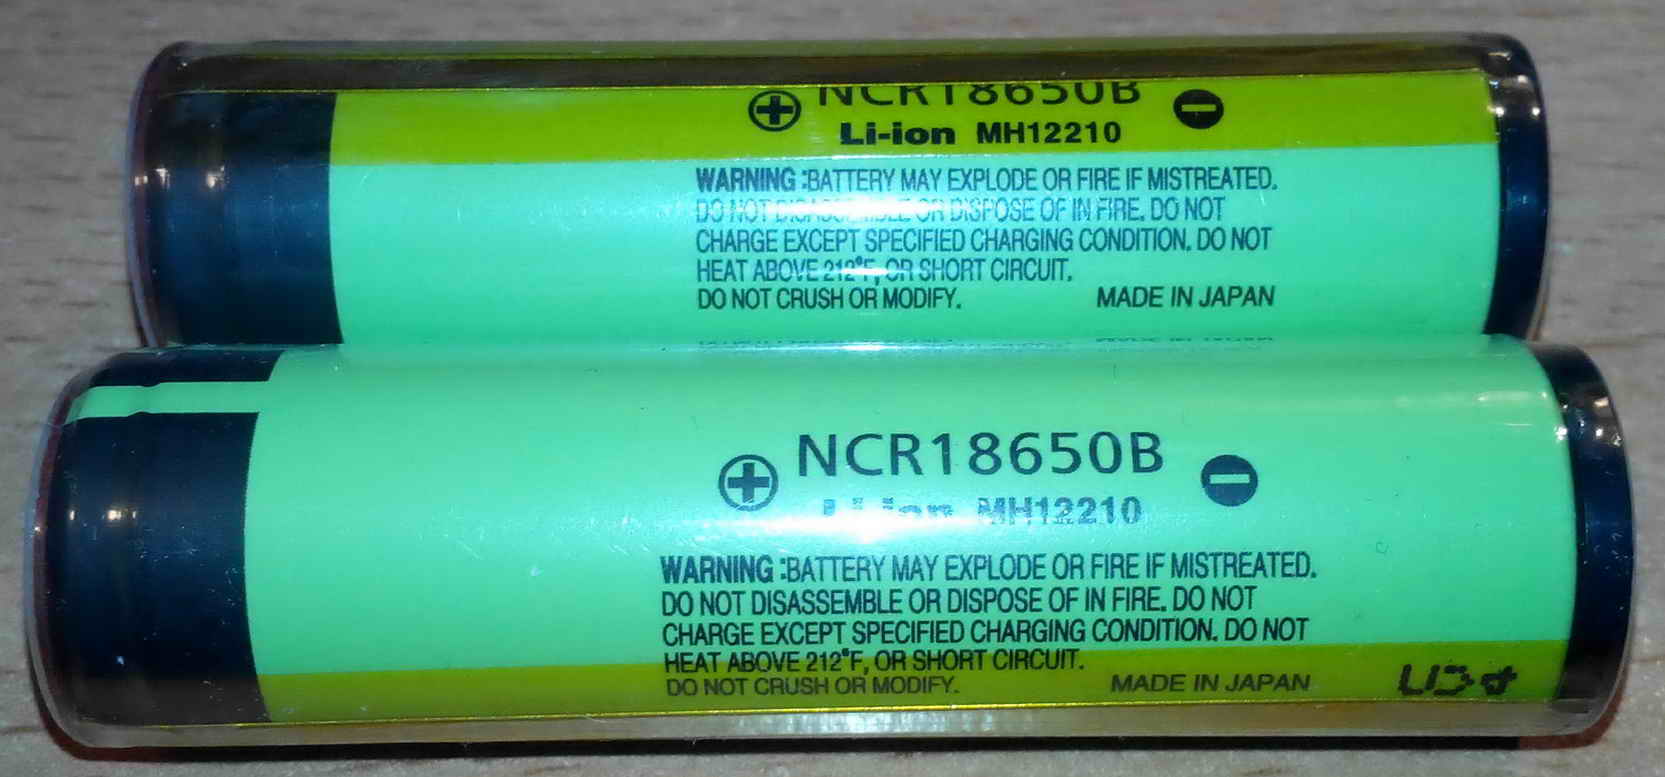 NCR18650B
Li-ion MH12210
WARNING :BATTERY MAY EXPLODE OR FIRE IF MISTREATED.
DO NOT DISASSEMBLE OR DISPOSE OF IN FIRE. DO NOT
CHARGE EXCEPT SPECIFIED CHARGING CONDITION. DO NOT
HEAT ABOVE 212°F, OR SHORT CIRCUIT.
DO NOT CRUSH OR MODIFY. MADE IN JAPAN
NCR18650B
Li-ion MH12210
WARNING :BATTERY MAY EXPLODE OR FIRE IF MISTREATED.
DO NOT DISASSEMBLE OR DISPOSE OF IN FIRE. DO NOT
CHARGE EXCEPT SPECIFIED CHARGING CONDITION. DO NOT
HEAT ABOVE 212°F, OR SHORT CIRCUIT.
DO NOT CRUSH OR MODIFY. MADE IN JAPAN